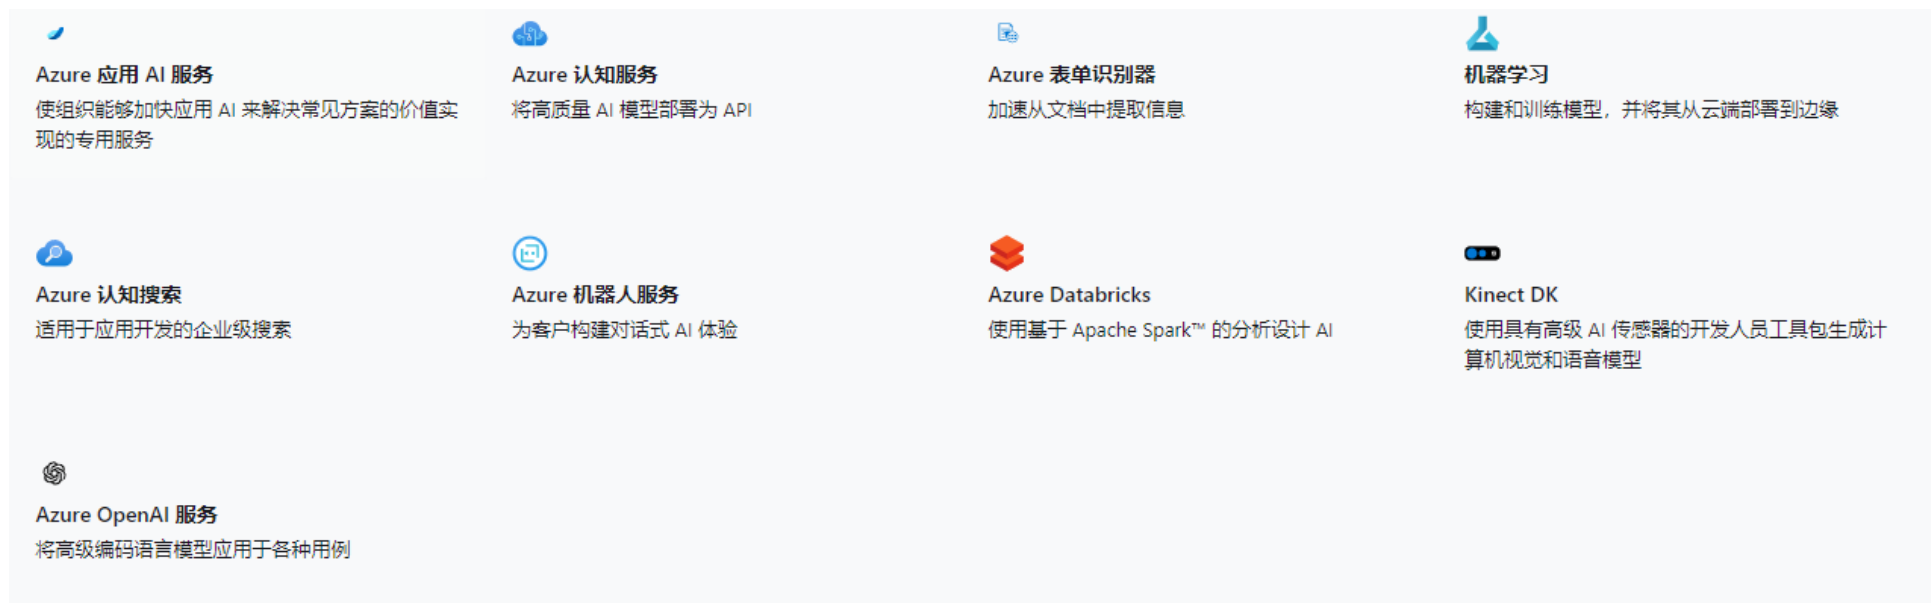 Azure 应用 AI 服务
使组织能够加快应用 AI 来解决常见方案的价值实
现的专用服务
Azure 认知服务
将高质量 AI 模型部署为 API
Azure 表单识别器
加速从文档中提取信息
机器学习
构建和训练模型，并将其从云端部署到边缘
Azure 认知搜索
适用于应用开发的企业级搜索
Azure 机器人服务
为客户构建对话式 AI 体验
Azure Databricks
使用基于 Apache Spark™ 的分析设计 AI
Kinect DK
使用具有高级 AI 传感器的开发人员工具包生成计
算机视觉和语音模型
Azure OpenAI 服务
将高级编码语言模型应用于各种用例